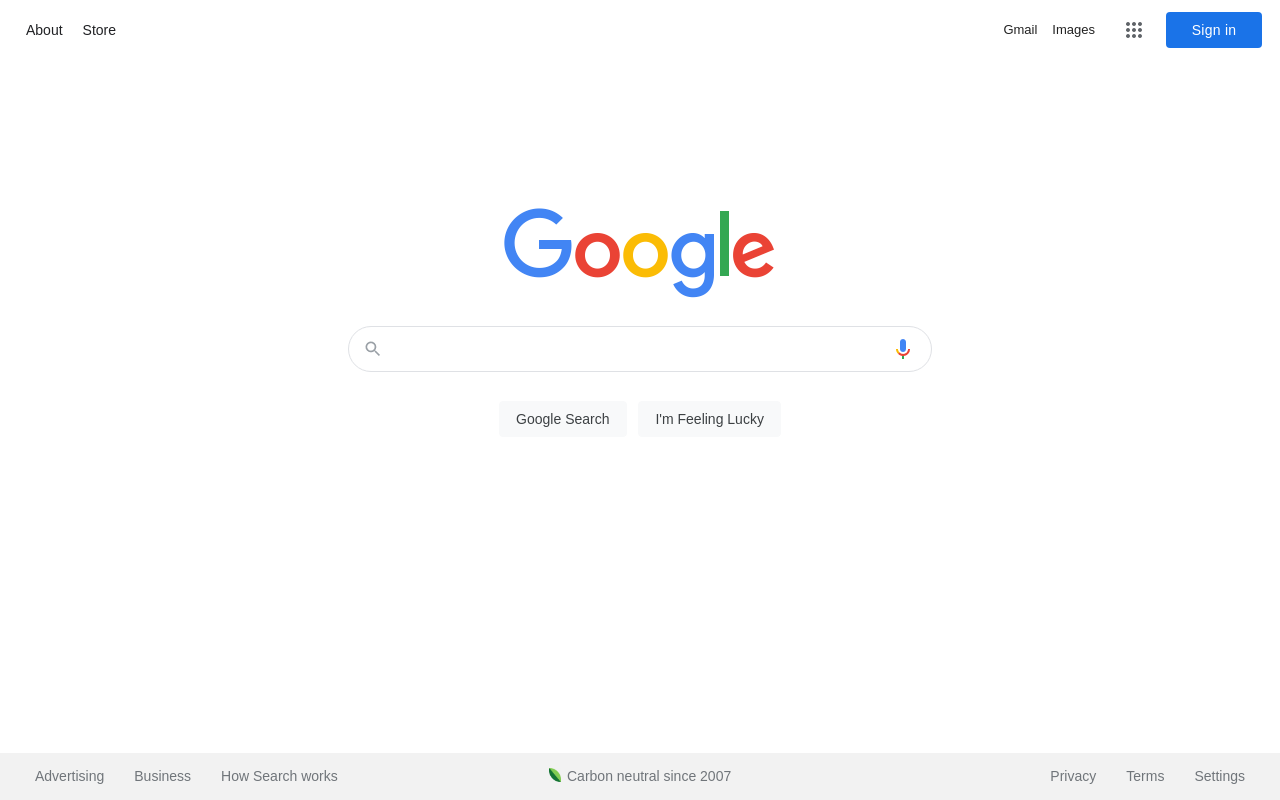 About Store Gmail Images Sign in
Google
Google Search I'm Feeling Lucky
Advertising Business How Search works Carbon neutral since 2007 Privacy Terms Settings